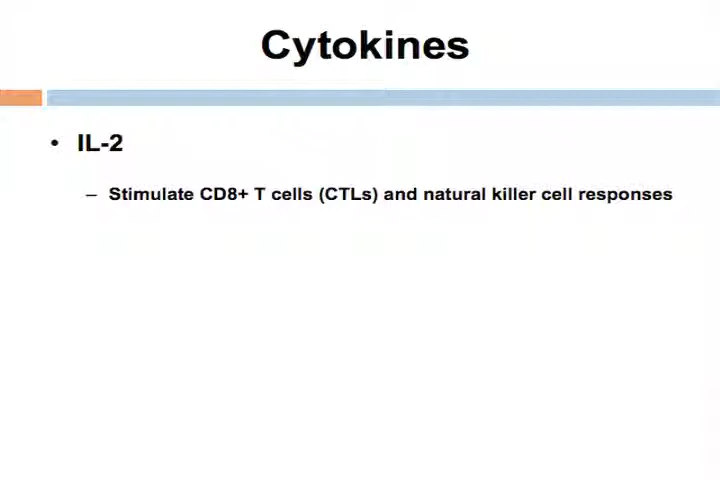 Cytokines
• IL-2
– Stimulate CD8+ T cells (CTLs) and natural killer cell responses